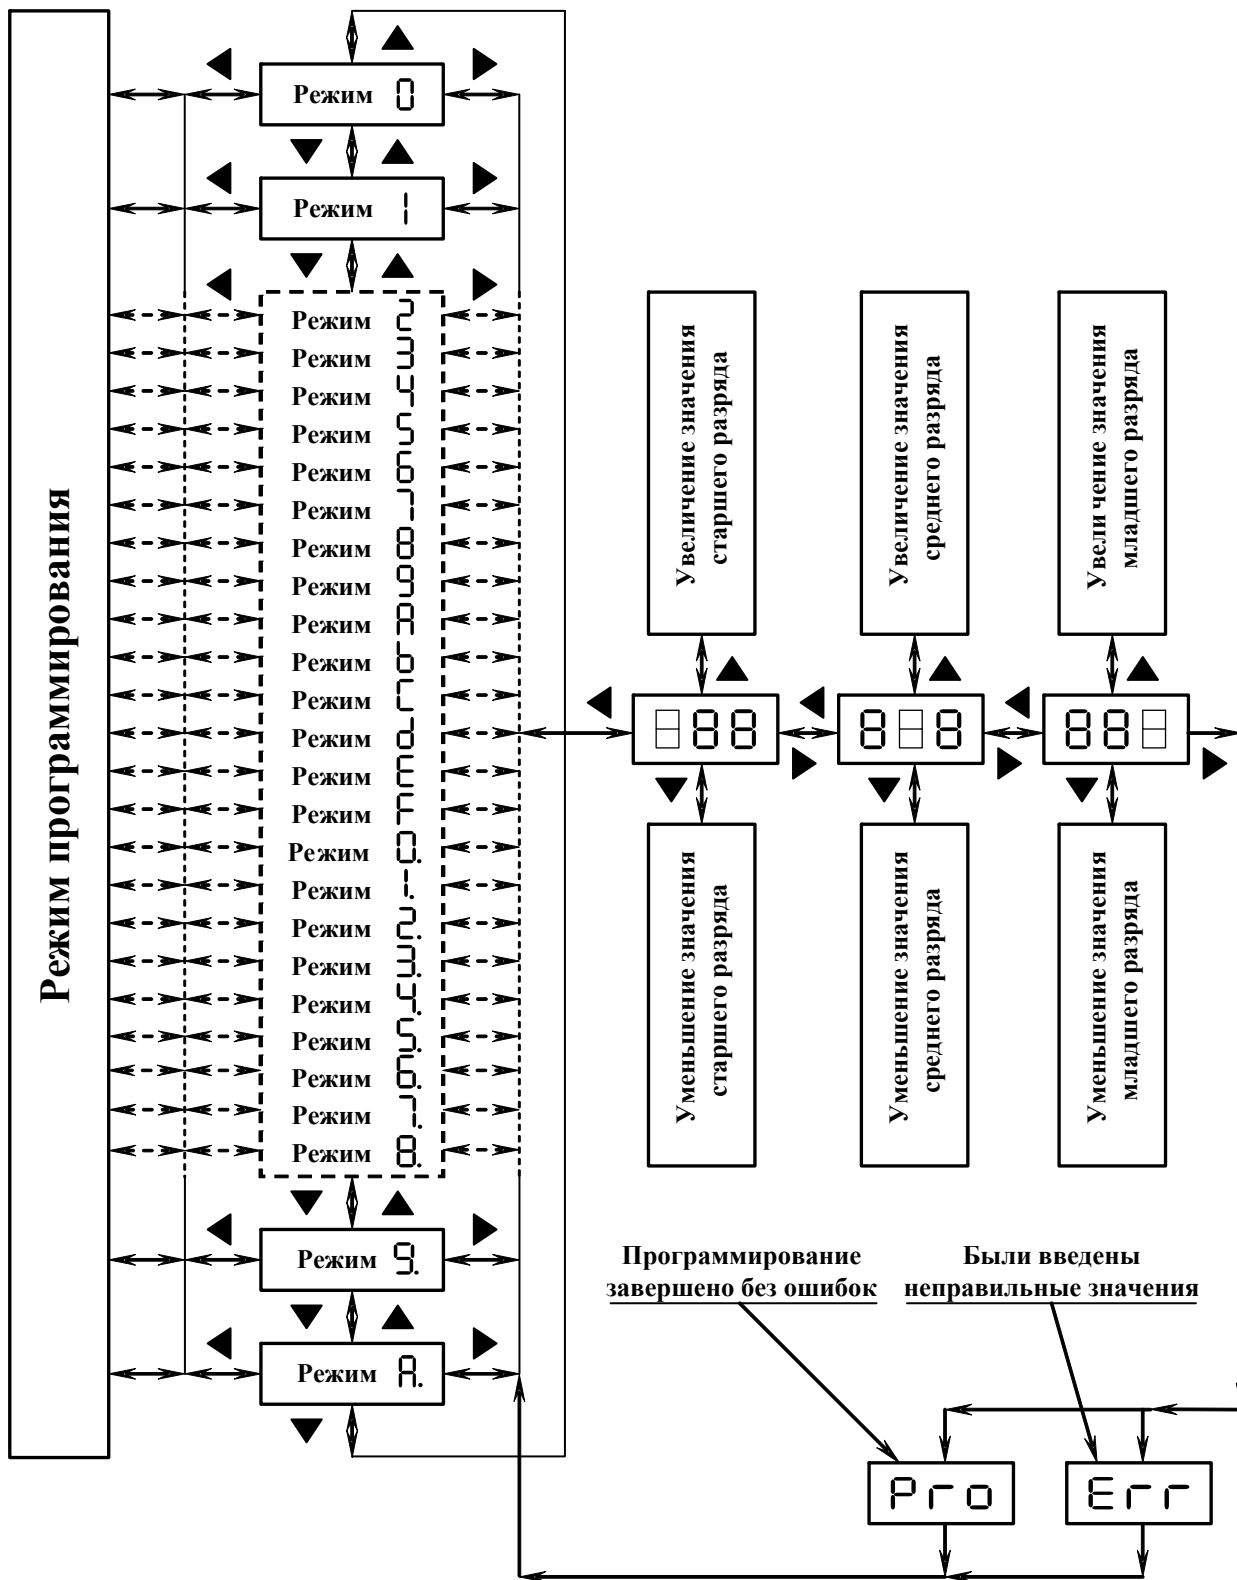 Режим программирования
Режим 0
Режим 1
Режим 2
Режим 3
Режим 4
Режим 5
Режим 6
Режим 7
Режим 8
Режим 9
Режим A
Режим b
Режим C
Режим d
Режим E
Режим F
Режим 0.
Режим 1.
Режим 2.
Режим 3.
Режим 4.
Режим 5.
Режим 6.
Режим 7.
Режим 8.
Режим 9.
Режим A.
Увеличение значения
старшего разряда
Увеличение значения
среднего разряда
Увели чение значения
младшего разряда
888
888
888
Уменьшение значения
старшего разряда
Уменьшение значения
среднего разряда
Уменьшение значения
младшего разряда
Программирование
завершено без ошибок
Были введены
неправильные значения
Pro
Err